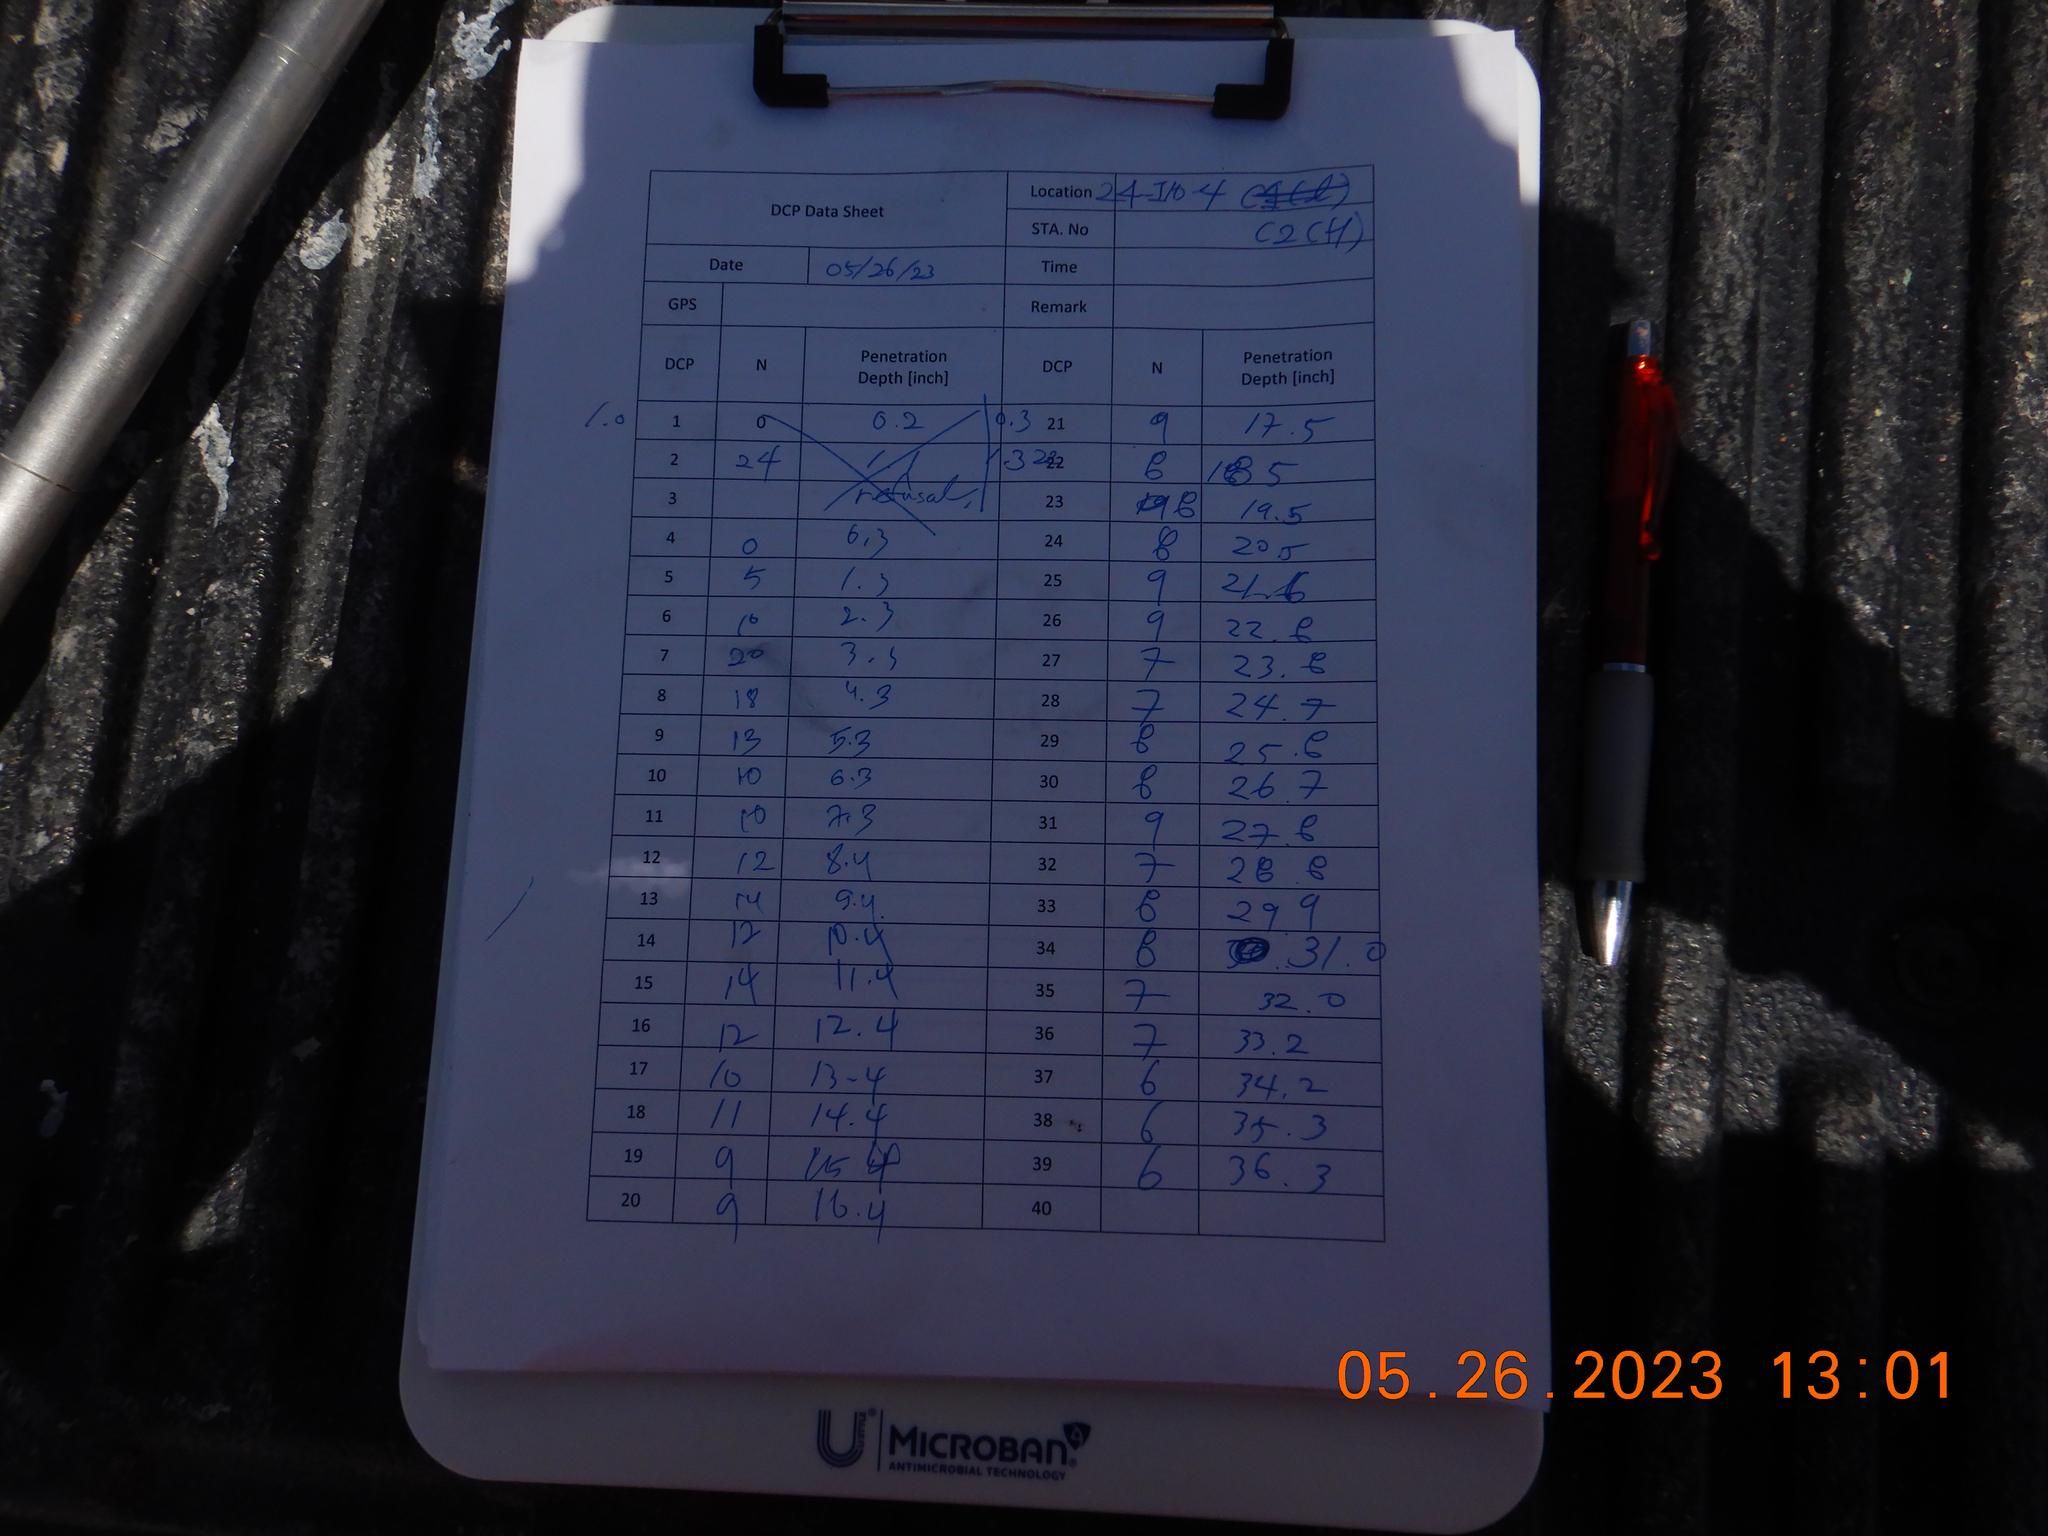 DCP Data Sheet
Location 24-I10-4
STA. No (2(H)
Date 05/26/23 Time
GPS Remark
DCP N Penetration Depth [inch] DCP N Penetration Depth [inch]
1.0 1 0 0.2 0.3 21 9 17.5
2 24 1.3 22 8 18 5
3 refusal 23 8 19.5
4 0 0.3 24 8 20 5
5 5 1.3 25 9 21.6
6 10 2.3 26 9 22.8
7 20 3.3 27 7 23.8
8 18 4.3 28 7 24.7
9 13 5.3 29 8 25.8
10 10 6.3 30 8 26.7
11 10 7.3 31 9 27.8
12 12 8.4 32 7 28 8
13 14 9.4 33 8 29 9
14 12 10.4 34 8 31.0
15 14 11.4 35 7 32.0
16 12 12.4 36 7 33.2
17 10 13-4 37 6 34.2
18 11 14.4 38 6 35.3
19 9 15 4 39 6 36.3
20 9 16.4 40
05.26.2023 13:01
MICROBAN
ANTIMICROBIAL TECHNOLOGY